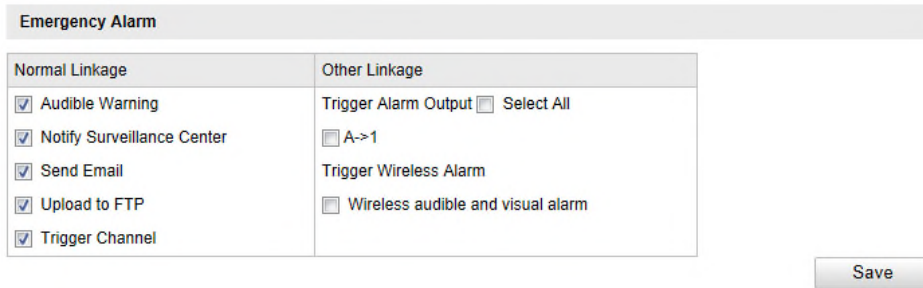 Emergency Alarm
Normal Linkage Other Linkage
Audible Warning Trigger Alarm Output Select All
Notify Surveillance Center A->1
Send Email Trigger Wireless Alarm
Upload to FTP Wireless audible and visual alarm
Trigger Channel
Save